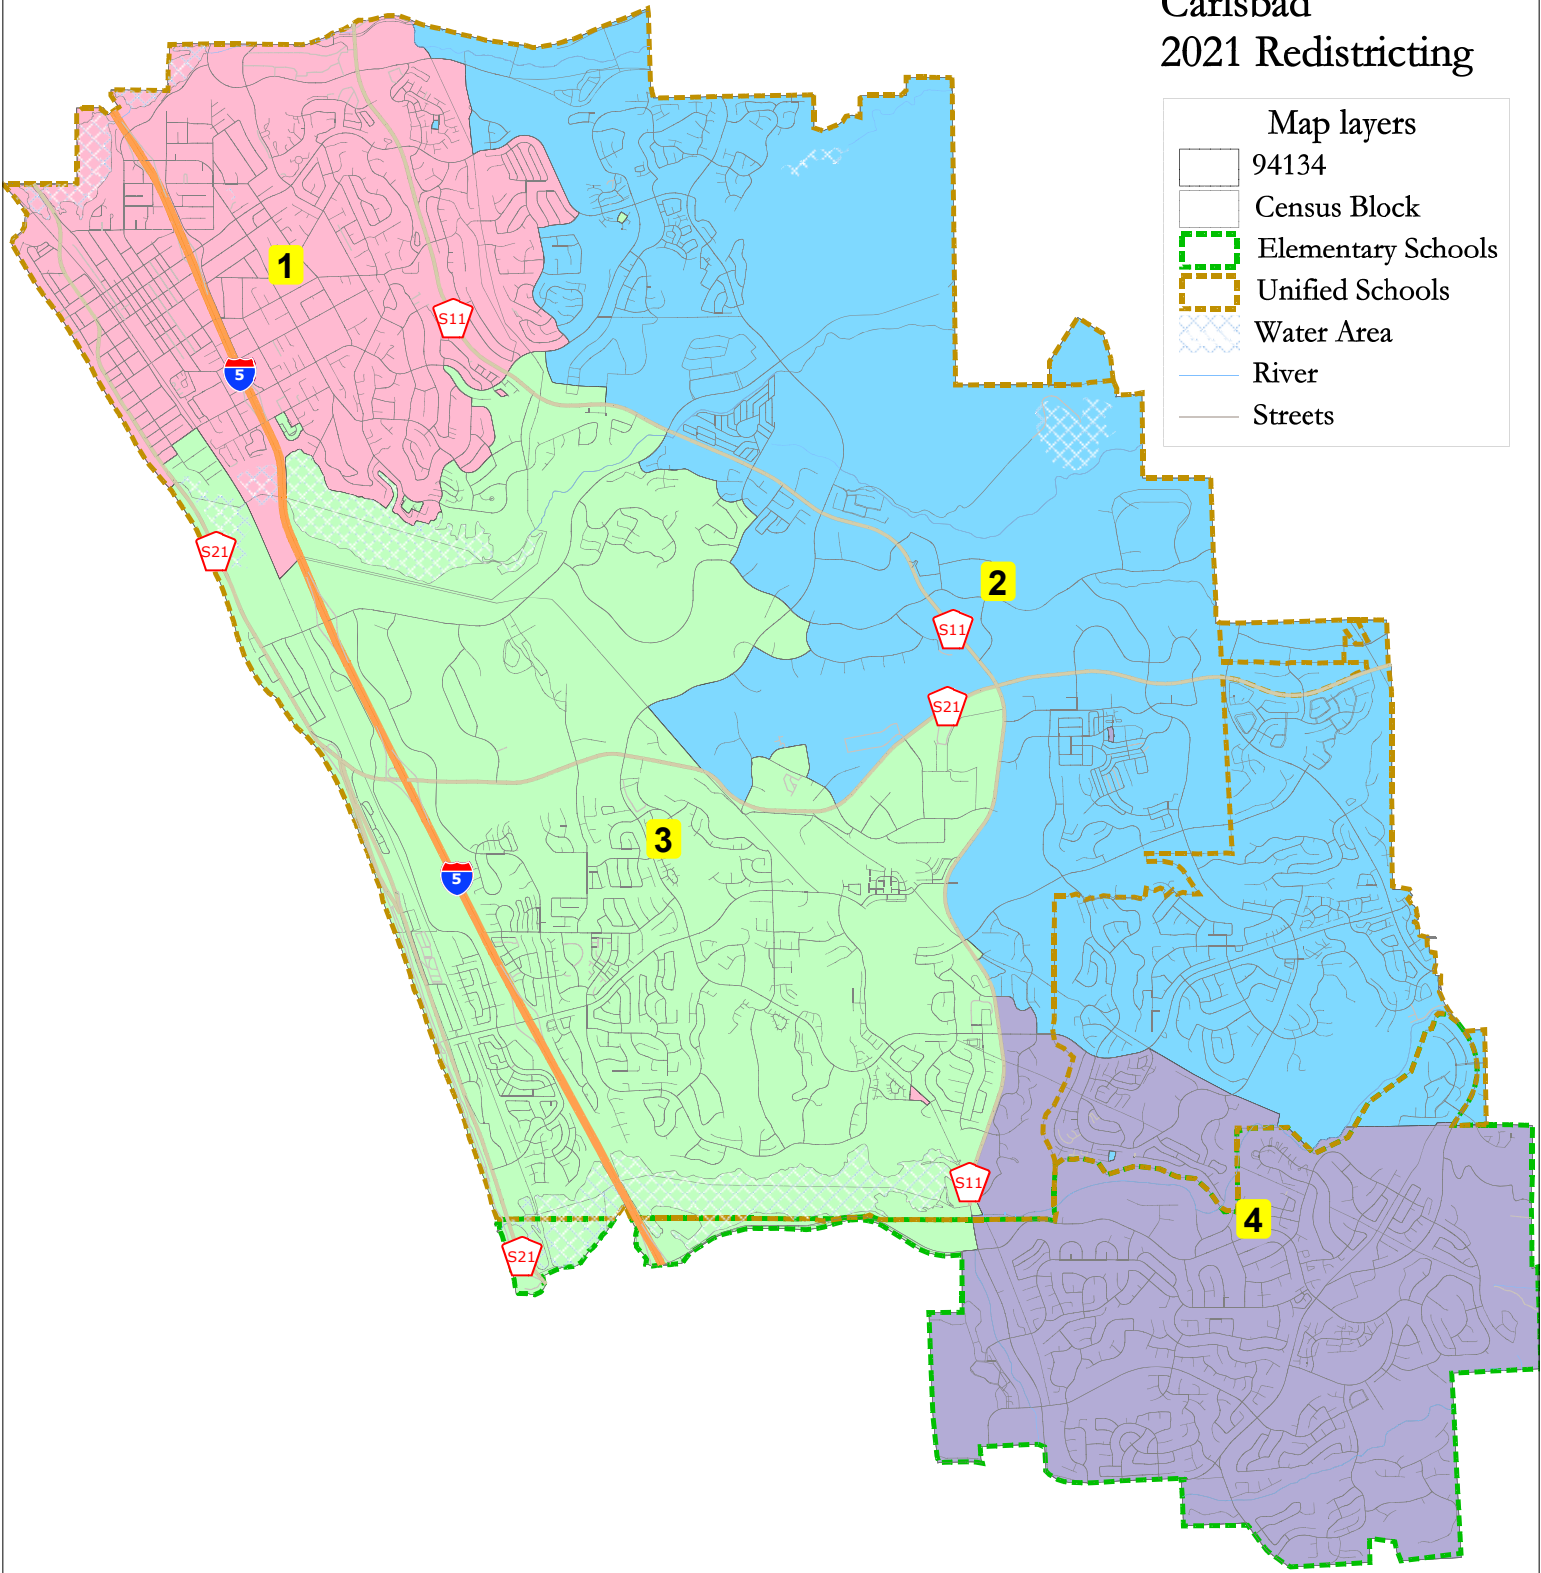 Carlsbad
2021 Redistricting
Map layers
94134
Census Block
Elementary Schools
Unified Schools
Water Area
River
Streets
1
S11
5
S21
2
S11
S21
3
5
S11
4
S21